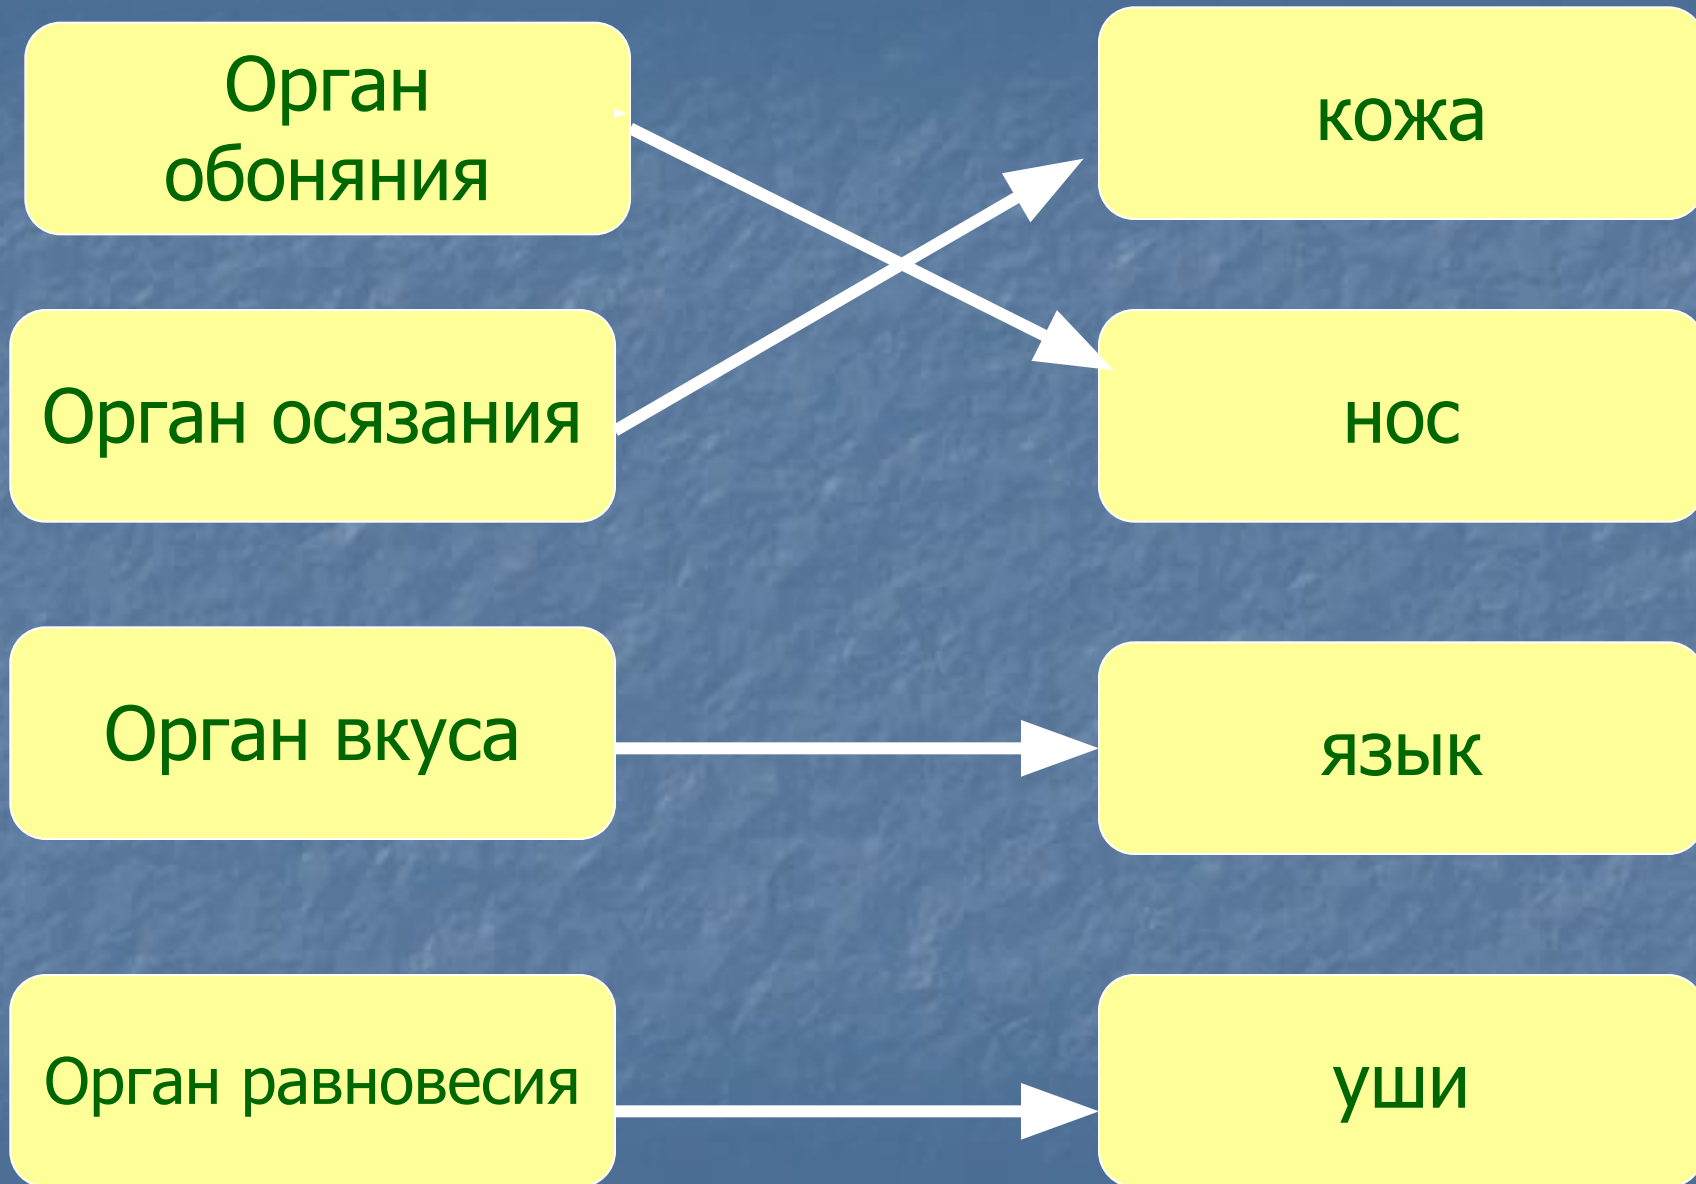 Орган
обоняния
кожа
Орган осязания
нос
Орган вкуса
язык
Орган равновесия
уши